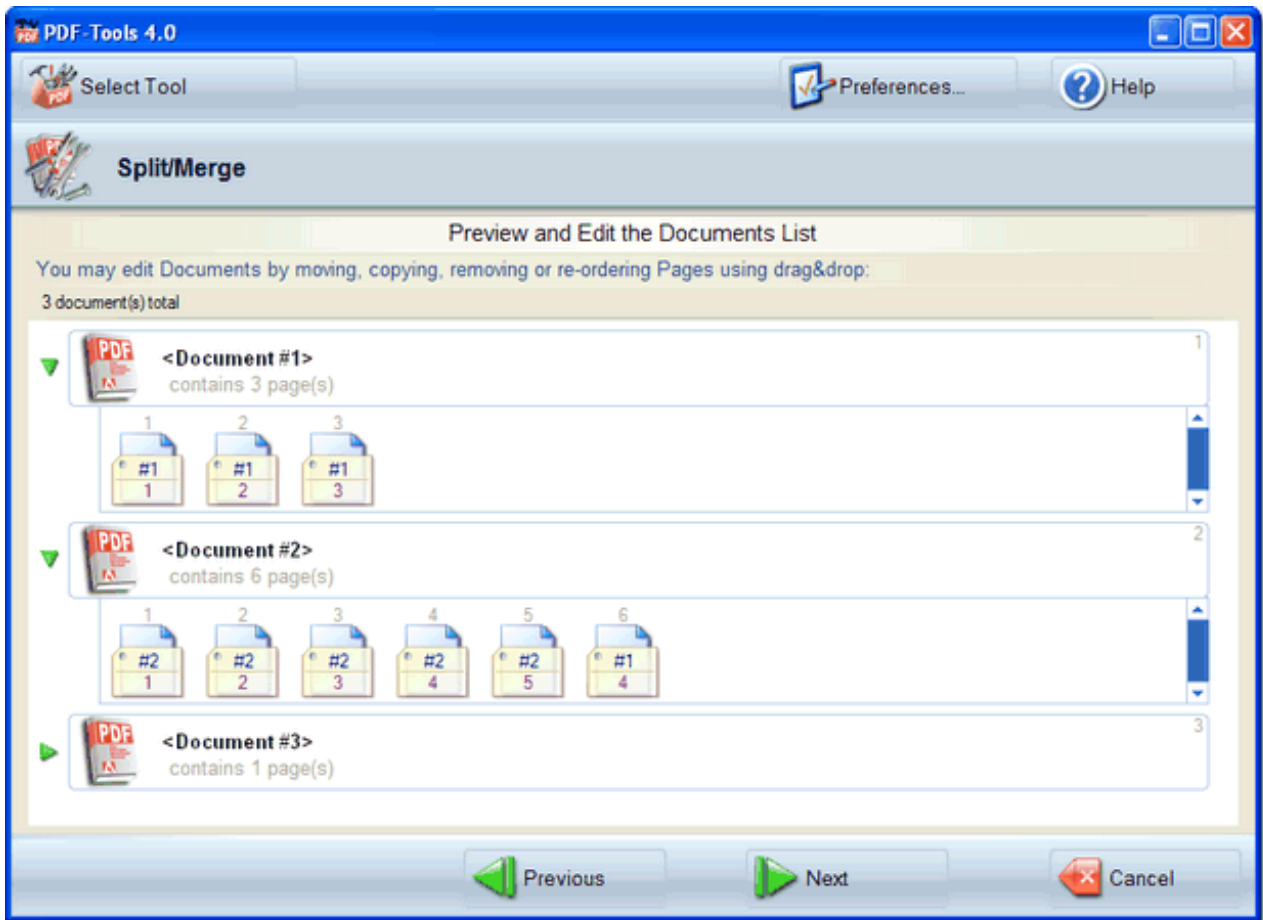 PDF-Tools 4.0
Select Tool
Preferences...
Help
Split/Merge
Preview and Edit the Documents List
You may edit Documents by moving, copying, removing or re-ordering Pages using drag&drop:
3 document(s) total
<Document #1>
1
contains 3 page(s)
1 2 3
#1 #1 #1
1 2 3
<Document #2>
2
contains 6 page(s)
1 2 3 4 5 6
#2 #2 #2 #2 #2 #1
1 2 3 4 5 4
<Document #3>
3
contains 1 page(s)
Previous
Next
Cancel